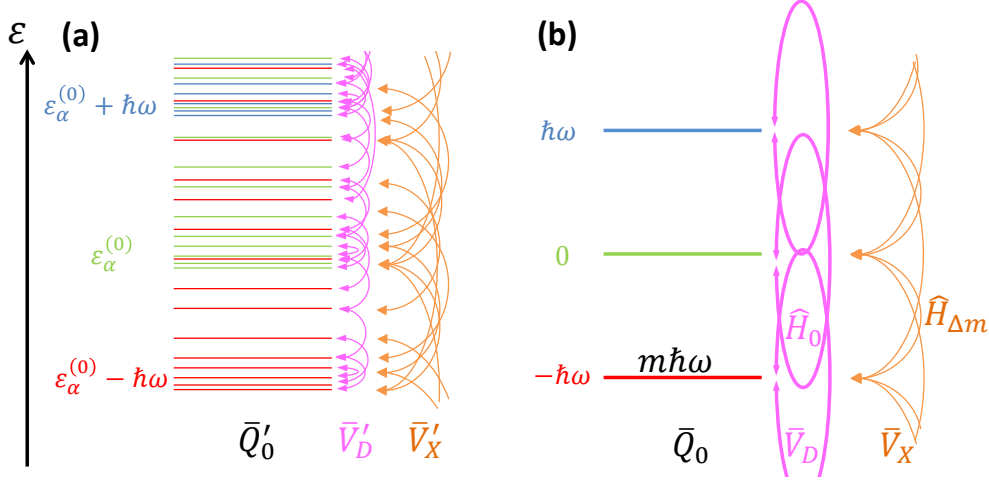 ε
(a)
ε_α^(0) + ħω
ε_α^(0)
ε_α^(0) − ħω
Q̄′_0
V̄′_D
V̄′_X
(b)
ħω
0
−ħω
mħω
Ĥ_0
Ĥ_Δm
Q̄_0
V̄_D
V̄_X